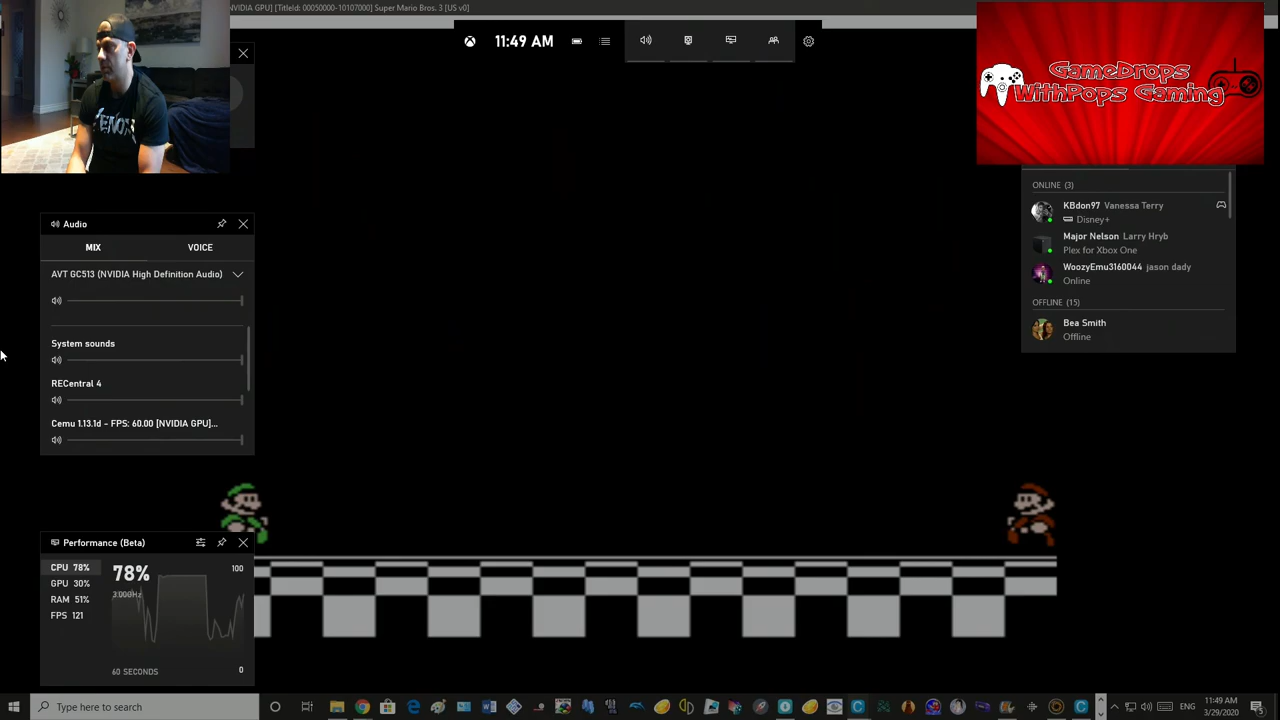 NVIDIA GPU] [TitleId: 00050000-10107000] Super Mario Bros. 3 [US v0]
11:49 AM
GameDrops
WithPops Gaming
ONLINE (3)
KBdon97 Vanessa Terry
Disney+
Major Nelson Larry Hryb
Plex for Xbox One
WoozyEmu3160044 jason dady
Online
OFFLINE (15)
Bea Smith
Offline
Audio
MIX VOICE
AVT GC513 (NVIDIA High Definition Audio)
System sounds
RECentral 4
Cemu 1.13.1d - FPS: 60.00 [NVIDIA GPU]...
Performance (Beta)
CPU 78%
GPU 30%
RAM 51%
FPS 121
78%
100
60 SECONDS
0
Type here to search
ENG
11:49 AM
3/29/2020